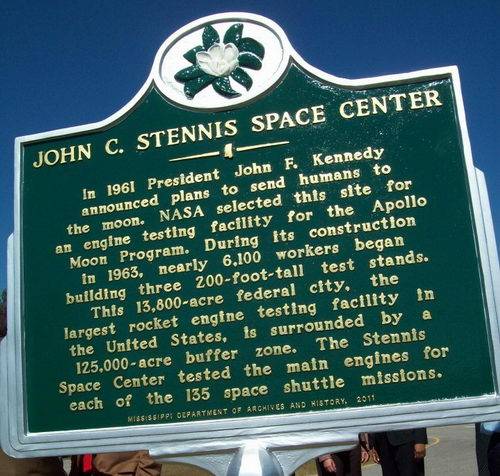 JOHN C. STENNIS SPACE CENTER
In 1961 President John F. Kennedy
announced plans to send humans to
the moon. NASA selected this site for
an engine testing facility for the Apollo
Moon Program. During its construction
in 1963, nearly 6,100 workers began
building three 200-foot-tall test stands.
This 13,800-acre federal city, the
largest rocket engine testing facility in
the United States, is surrounded by a
125,000-acre buffer zone. The Stennis
Space Center tested the main engines for
each of the 135 space shuttle missions.
MISSISSIPPI DEPARTMENT OF ARCHIVES AND HISTORY, 2011